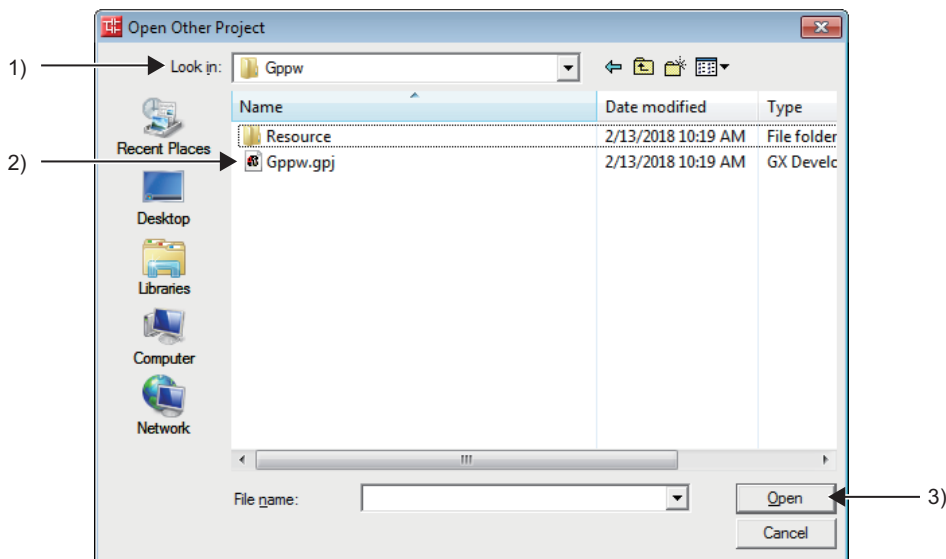 Open Other Project
1)
Look in:
Gppw
Name
Date modified
Type
Resource
2/13/2018 10:19 AM
File folder
2)
Gppw.gpj
2/13/2018 10:19 AM
GX Develc
Recent Places
Desktop
Libraries
Computer
Network
File name:
Open
3)
Cancel